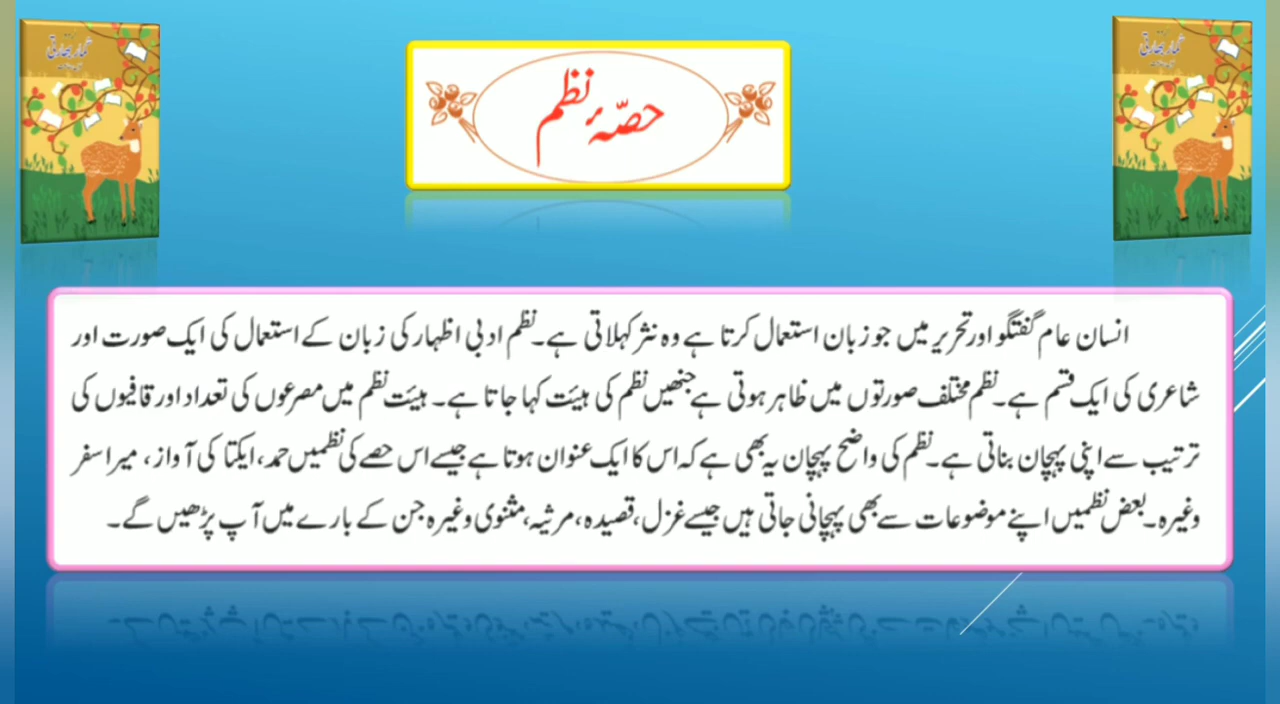 کمار بھارتی
کمار بھارتی
حصّۂ نظم
انسان عام گفتگو اور تحریر میں جو زبان استعمال کرتا ہے وہ نثر کہلاتی ہے۔ نظم ادبی اظہار کی زبان کے استعمال کی ایک صورت اور
شاعری کی ایک قسم ہے۔ نظم مختلف صورتوں میں ظاہر ہوتی ہے جنھیں نظم کی ہیئت کہا جاتا ہے۔ ہیئت نظم میں مصرعوں کی تعداد اور قافیوں کی
ترتیب سے اپنی پہچان بناتی ہے۔ نظم کی واضح پہچان یہ بھی ہے کہ اس کا ایک عنوان ہوتا ہے جیسے اس حصے کی نظمیں حمد، ایکتا کی آواز، میرا سفر
وغیرہ۔ بعض نظمیں اپنے موضوعات سے بھی پہچانی جاتی ہیں جیسے غزل، قصیدہ، مرثیہ، مثنوی وغیرہ جن کے بارے میں آپ پڑھیں گے۔